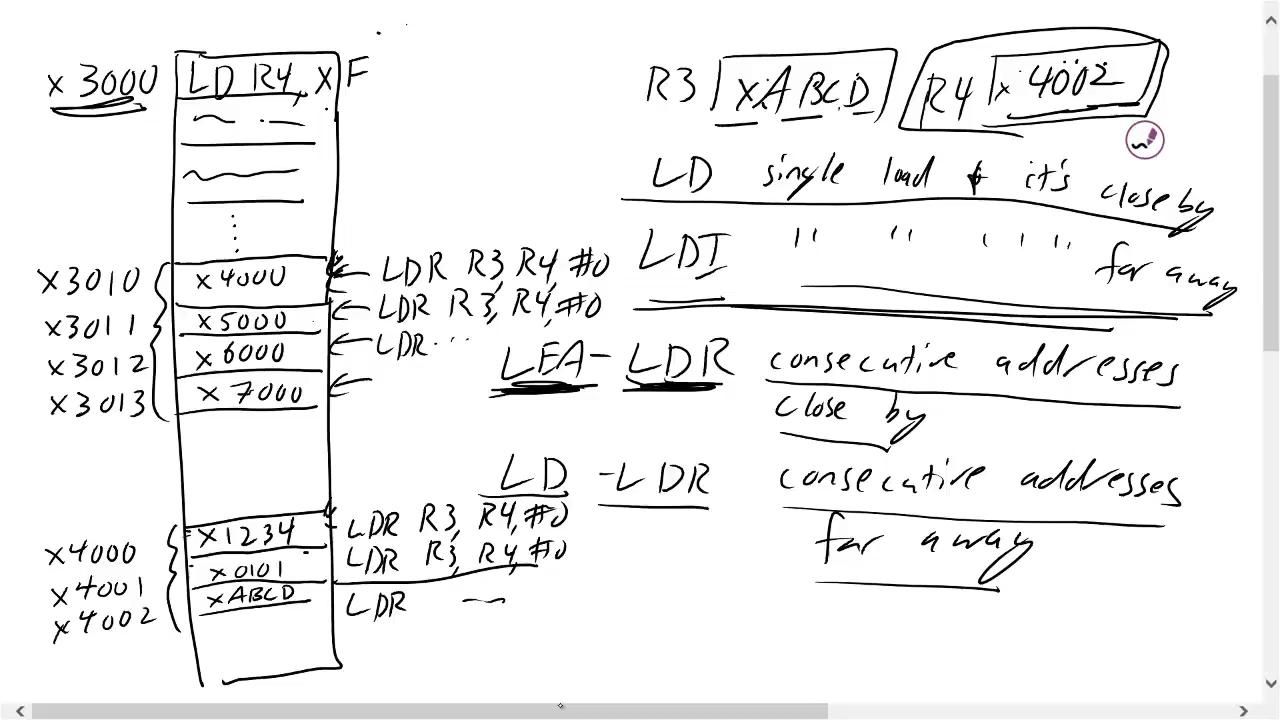 x 3000 LD R4, x F
R3 xABCD R4 x4002
LD single load & it's close by
LDI " " " " far away
x3010 x4000 LDR R3, R4, #0
x3011 x5000 LDR R3, R4, #0
x3012 x6000 LDR ...
x3013 x7000
LEA - LDR consecutive addresses
close by
LD - LDR consecutive addresses
far away
x4000 x1234 LDR R3, R4, #0
x4001 x0101 LDR R3, R4, #0
x4002 xABCD LDR